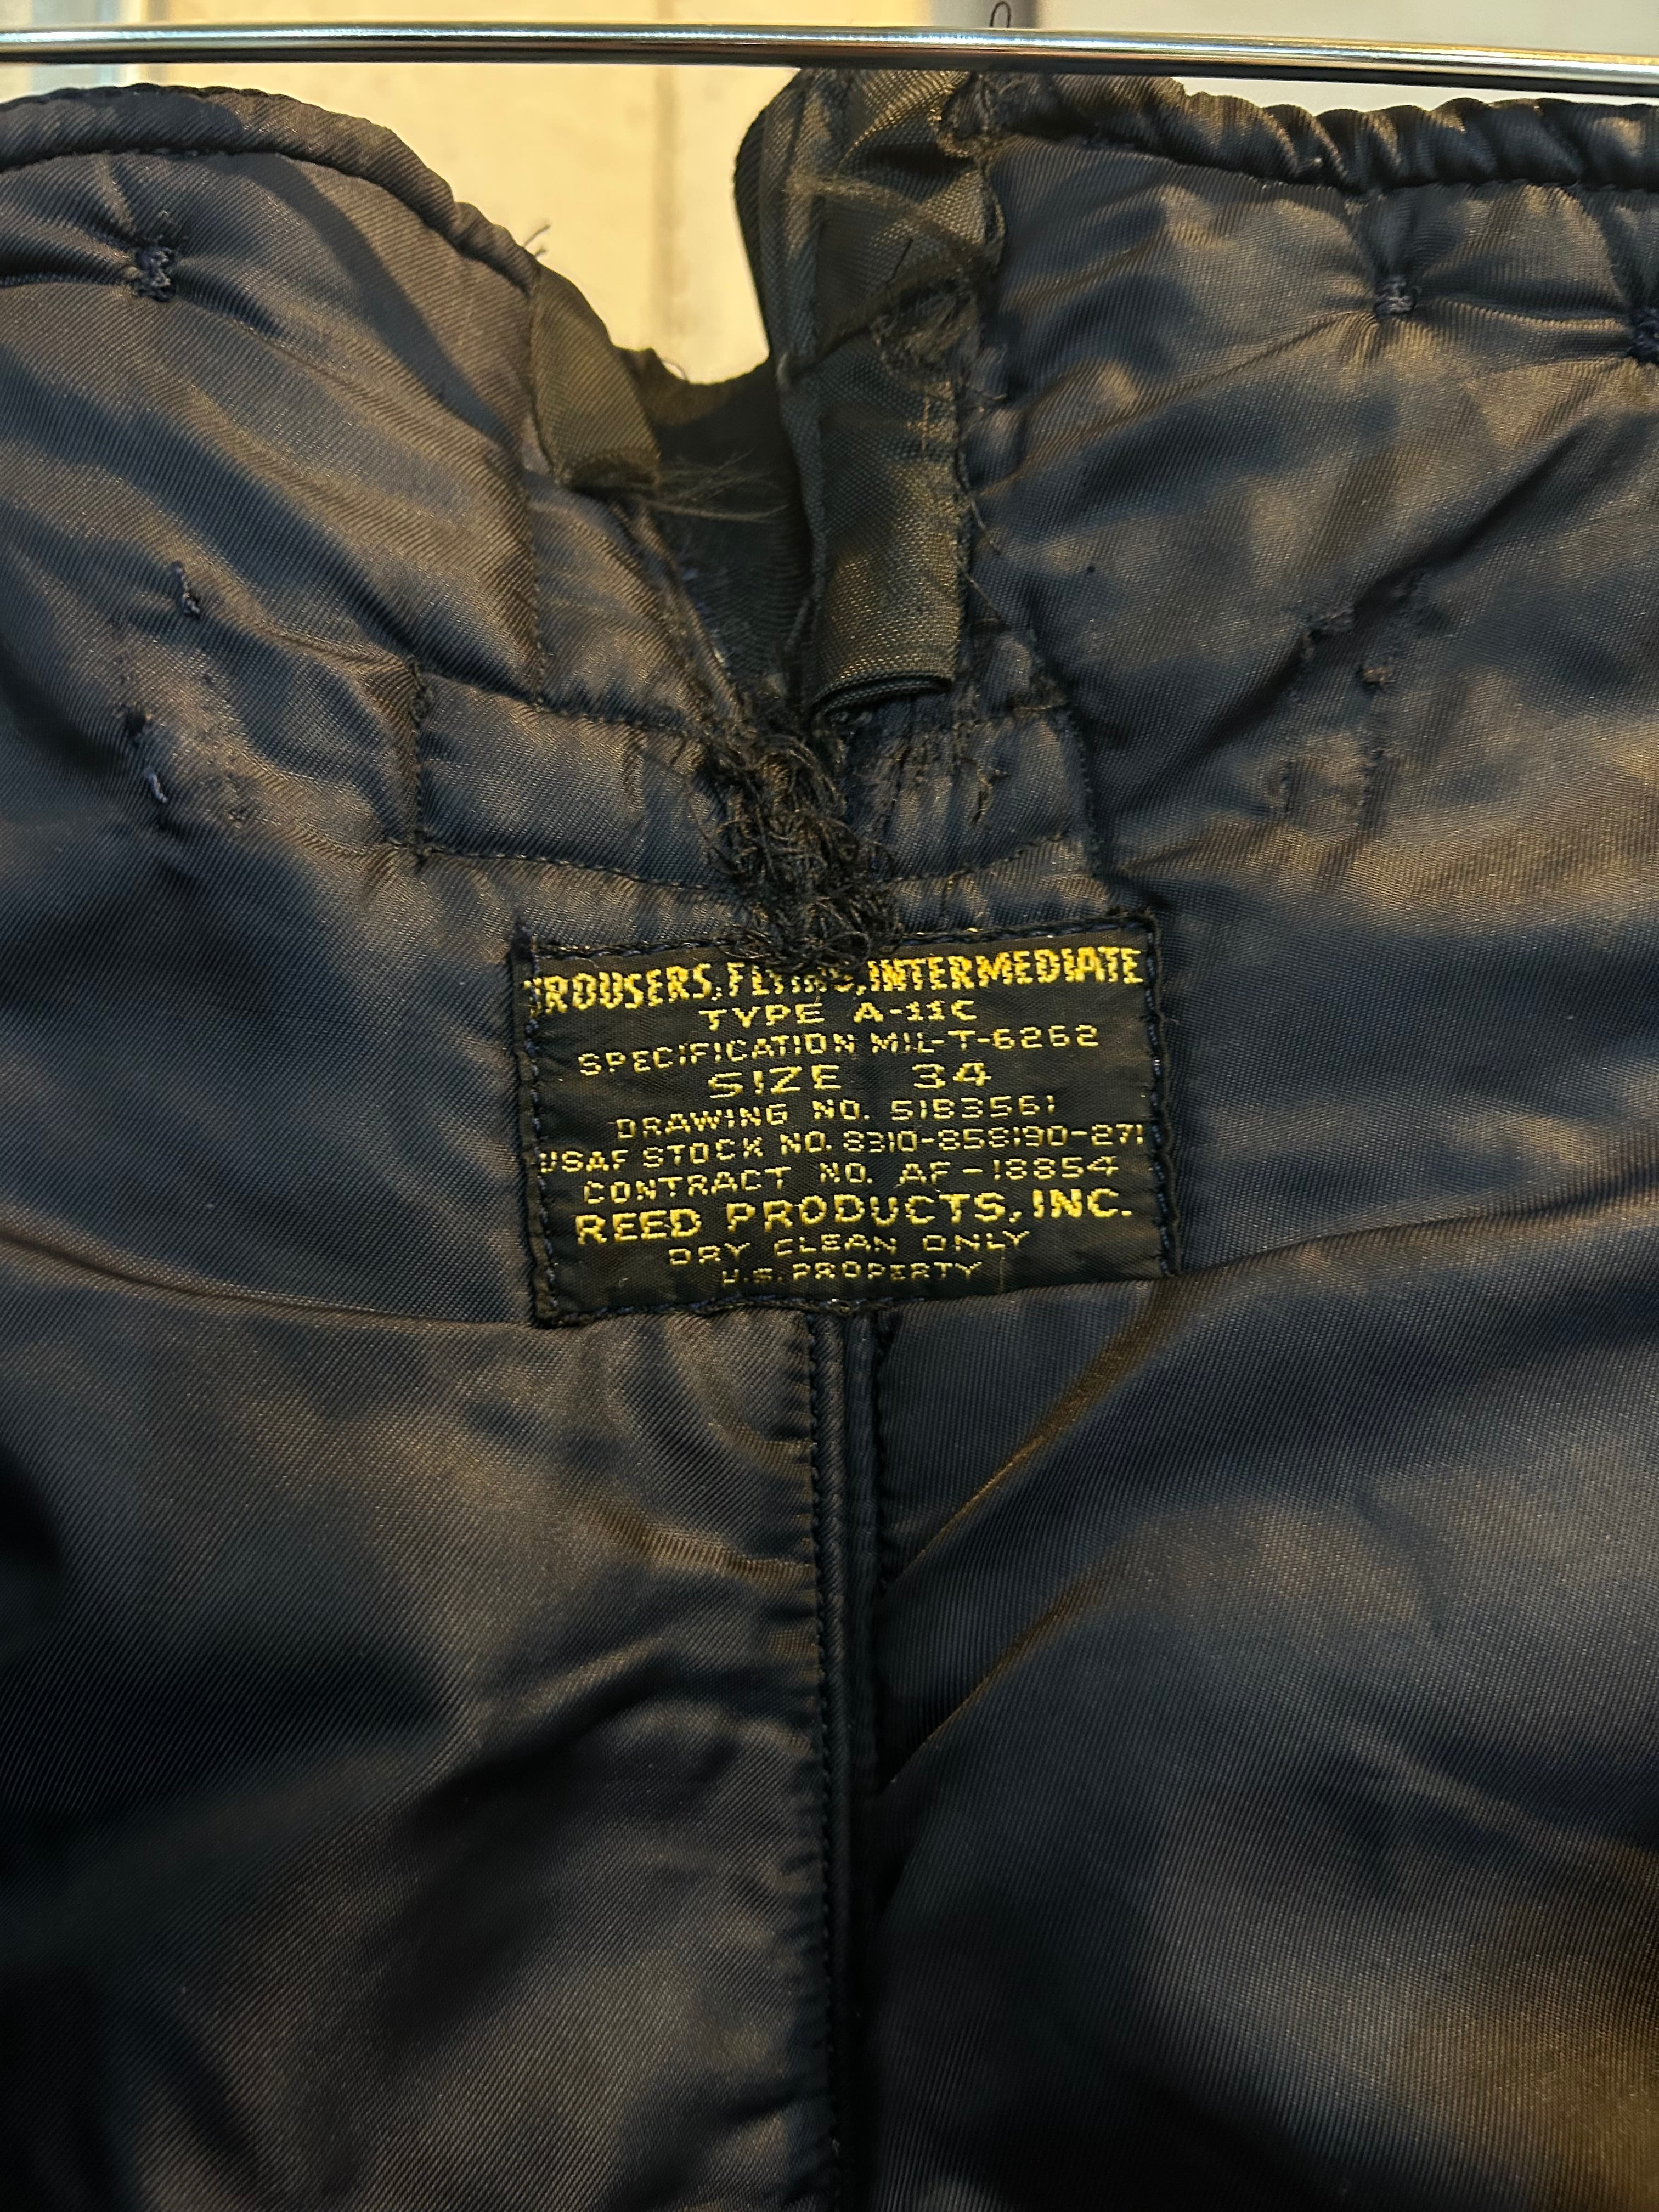 TROUSERS, FLYING, INTERMEDIATE
TYPE A-11C
SPECIFICATION MIL-T-6262
SIZE 34
DRAWING NO. 51B3561
USAF STOCK NO. 8310-858190-271
CONTRACT NO. AF-18854
REED PRODUCTS, INC.
DRY CLEAN ONLY
U.S. PROPERTY